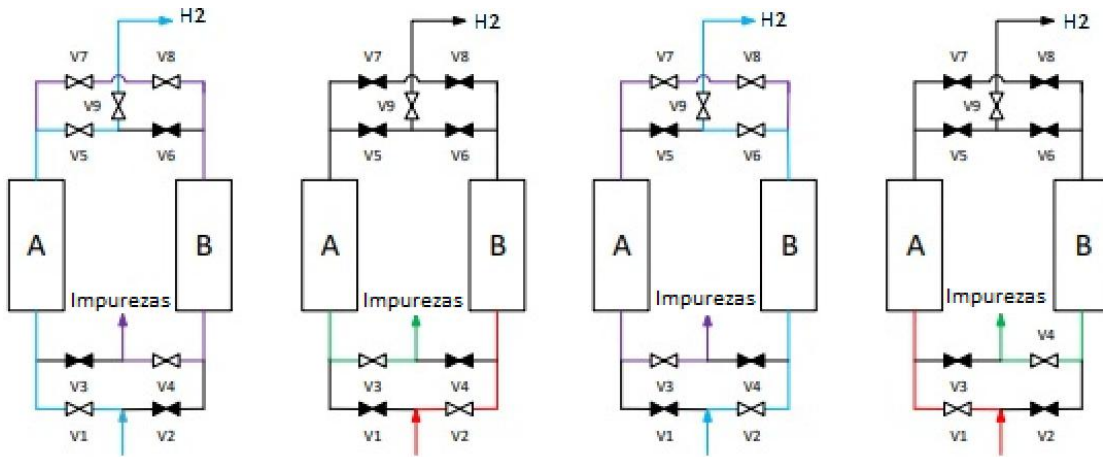 H2
V7 V8
V9
V5 V6
A B
Impurezas
V3 V4
V1 V2
H2
V7 V8
V9
V5 V6
A B
Impurezas
V3 V4
V1 V2
H2
V7 V8
V9
V5 V6
A B
Impurezas
V3 V4
V1 V2
H2
V7 V8
V9
V5 V6
A B
Impurezas
V4
V3
V1 V2